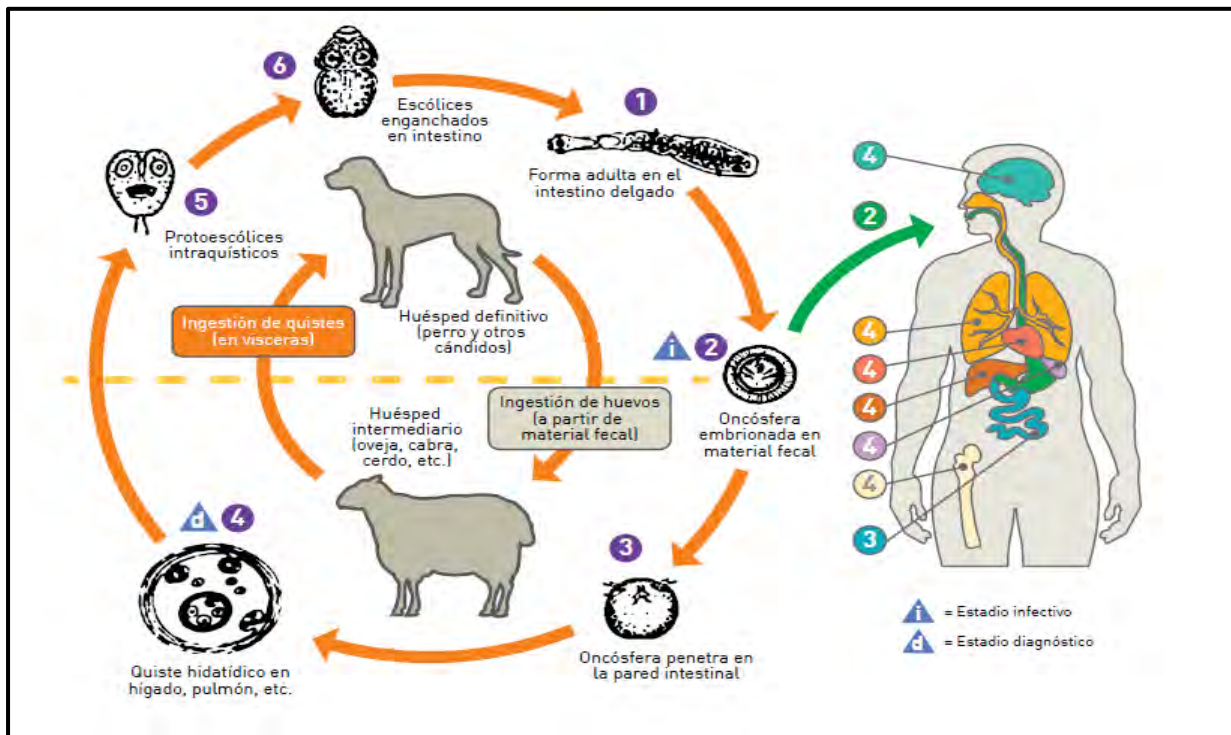 6
Escólices
enganchados
en intestino
1
Forma adulta en el
intestino delgado
5
Protoescólices
intraquísticos
Ingestión de quistes
(en visceras)
Huésped definitivo
(perro y otros
cándidos)
i 2
Oncósfera
embrionada en
material fecal
Ingestión de huevos
(a partir de
material fecal)
Huésped
intermediario
(oveja, cabra,
cerdo, etc.)
d 4
Quiste hidatídico en
hígado, pulmón, etc.
3
Oncósfera penetra en
la pared intestinal
4
2
4
4
4
4
4
3
i = Estadio infectivo
d = Estadio diagnóstico